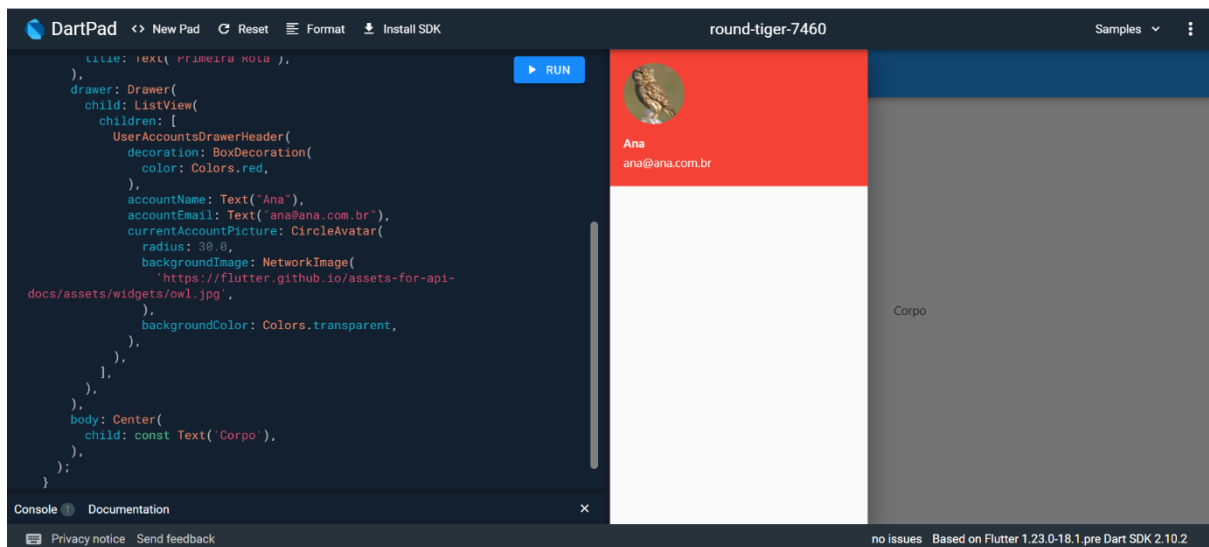 DartPad <> New Pad Reset Format Install SDK round-tiger-7460 Samples
title: Text( Primeira Rota ),
),
drawer: Drawer(
child: ListView(
children: [
UserAccountsDrawerHeader(
decoration: BoxDecoration(
color: Colors.red,
),
accountName: Text("Ana"),
accountEmail: Text("ana@ana.com.br"),
currentAccountPicture: CircleAvatar(
radius: 30.0,
backgroundImage: NetworkImage(
'https://flutter.github.io/assets-for-api-
docs/assets/widgets/owl.jpg',
),
backgroundColor: Colors.transparent,
),
),
],
),
),
body: Center(
child: const Text('Corpo'),
),
);
}
RUN
Ana
ana@ana.com.br
Corpo
Console 1 Documentation ×
Privacy notice Send feedback no issues Based on Flutter 1.23.0-18.1.pre Dart SDK 2.10.2